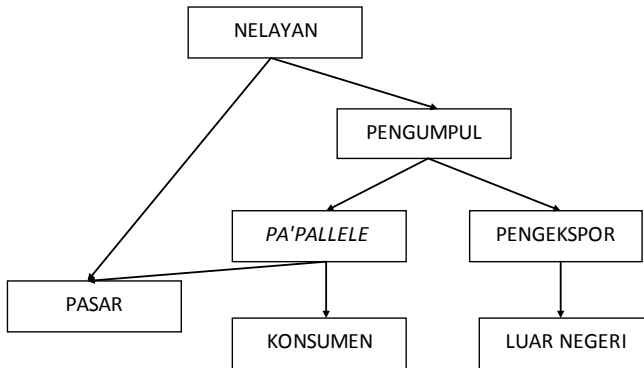 NELAYAN
PENGUMPUL
PA'PALLELE
PENGEKSPOR
PASAR
KONSUMEN
LUAR NEGERI